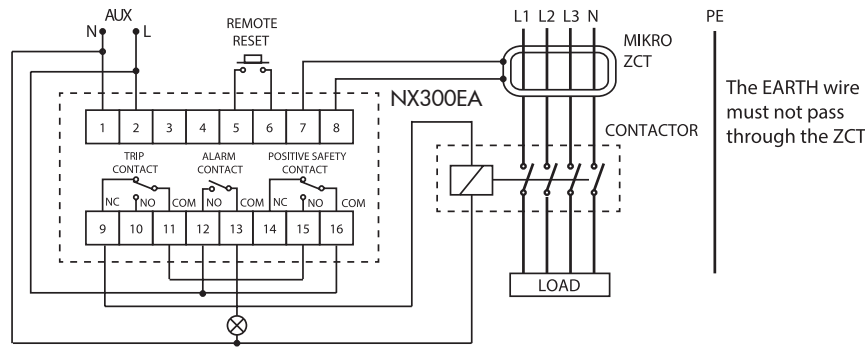 AUX
N L
REMOTE
RESET
L1 L2 L3 N
PE
MIKRO
ZCT
NX300EA
The EARTH wire
must not pass
through the ZCT
1 2 3 4 5 6 7 8
CONTACTOR
TRIP
CONTACT
ALARM
CONTACT
POSITIVE SAFETY
CONTACT
NC NO COM NO COM NC NO COM
9 10 11 12 13 14 15 16
LOAD